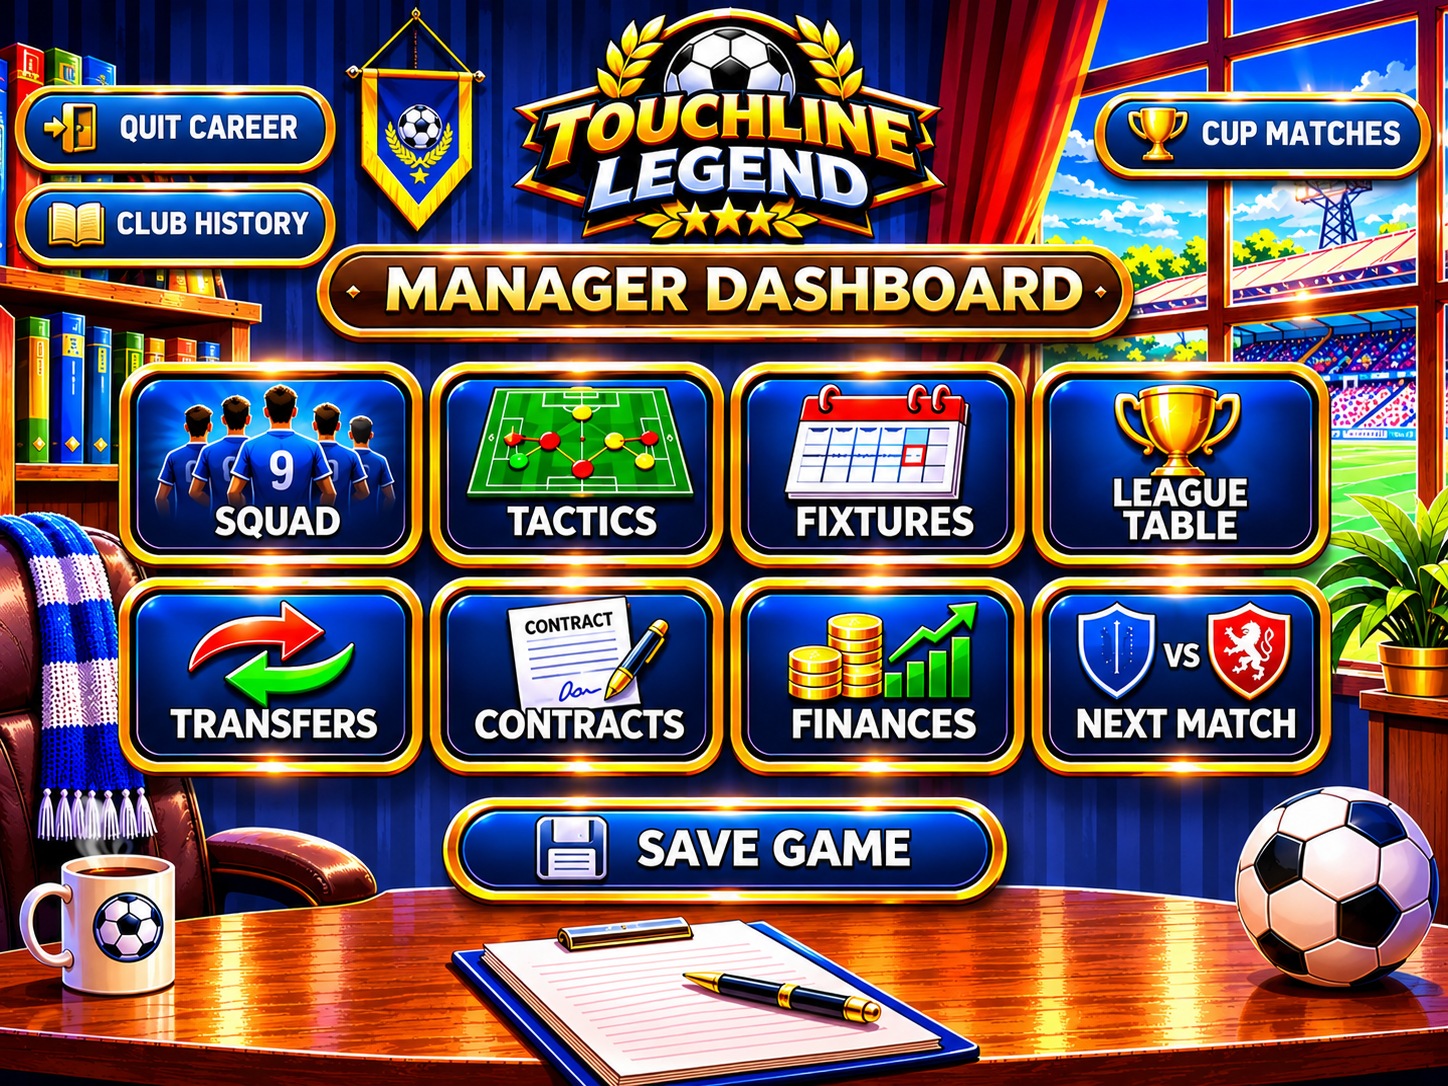 TOUCHLINE
LEGEND
QUIT CAREER
CLUB HISTORY
CUP MATCHES
MANAGER DASHBOARD
9
SQUAD
TACTICS
FIXTURES
LEAGUE
TABLE
TRANSFERS
CONTRACT
CONTRACTS
FINANCES
VS
NEXT MATCH
SAVE GAME